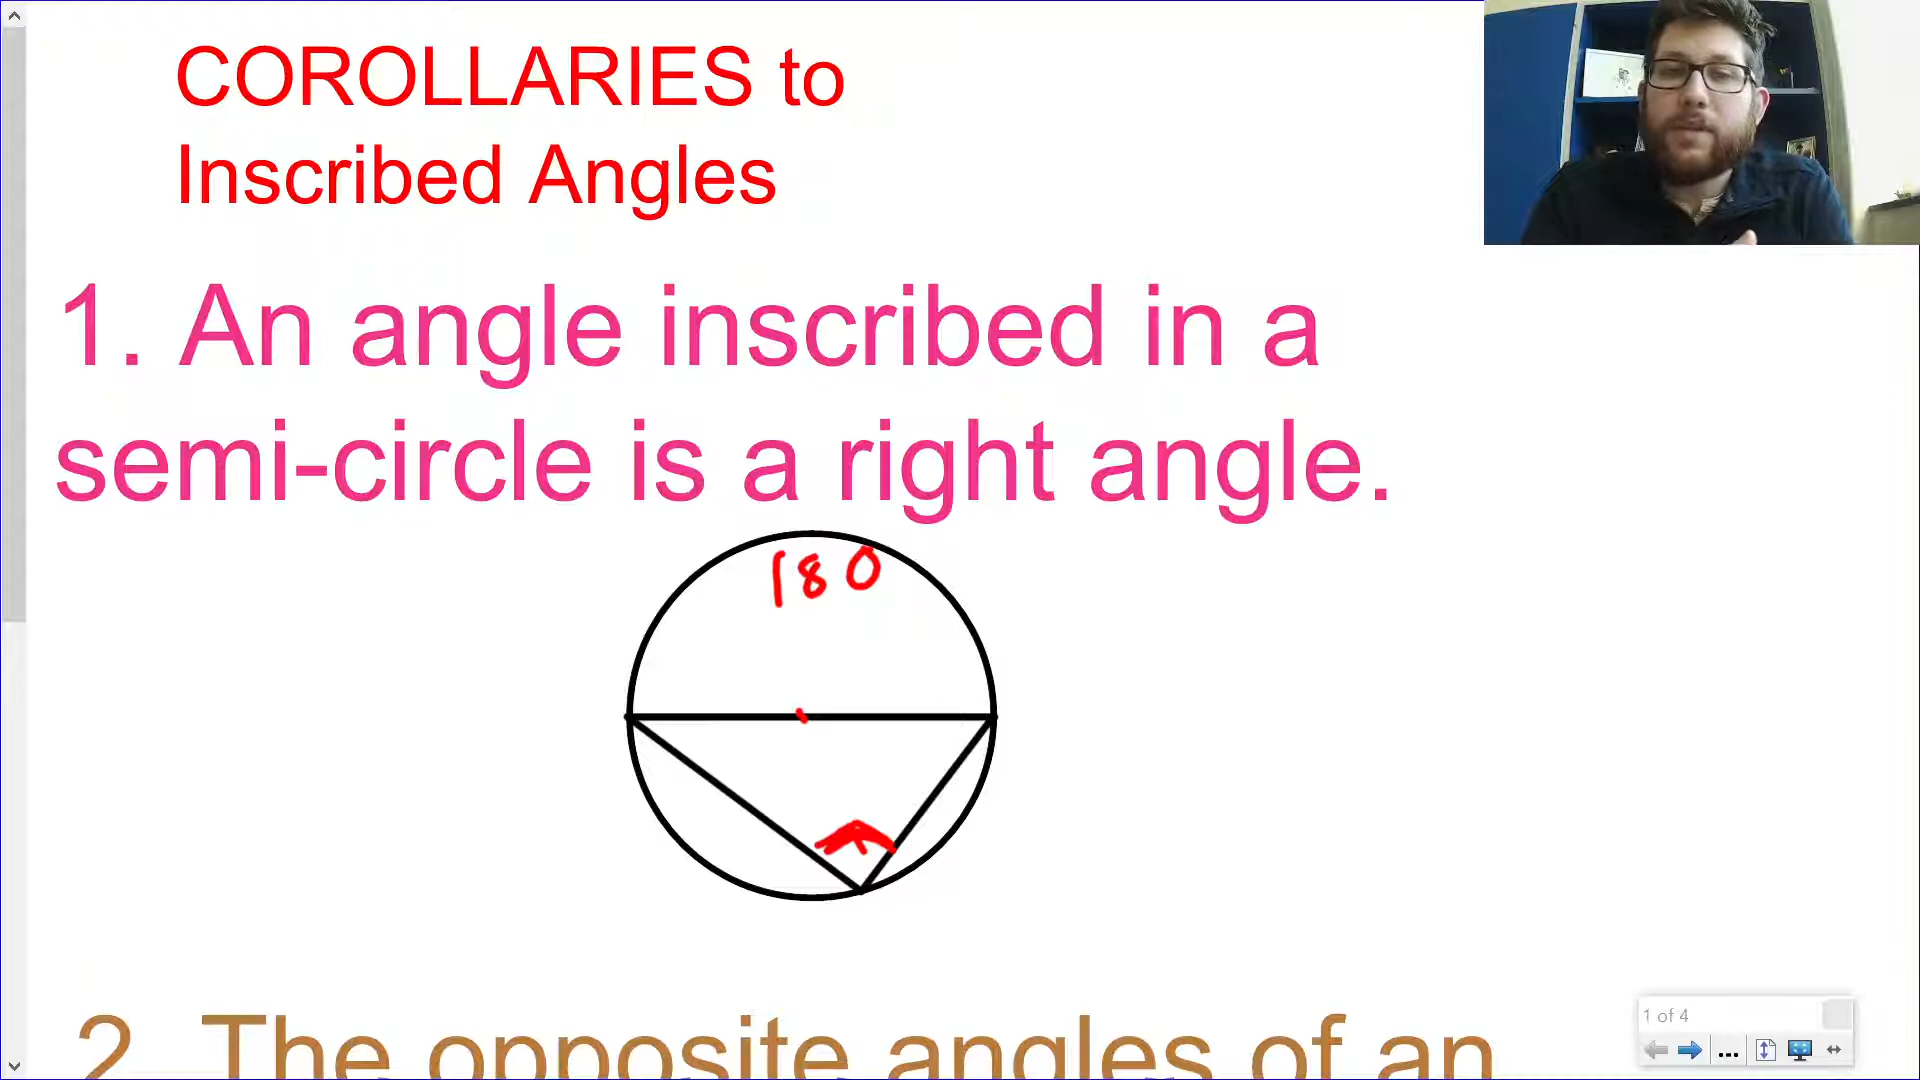 COROLLARIES to
Inscribed Angles
1. An angle inscribed in a
semi-circle is a right angle.
180
2. The opposite angles of an
1 of 4
...